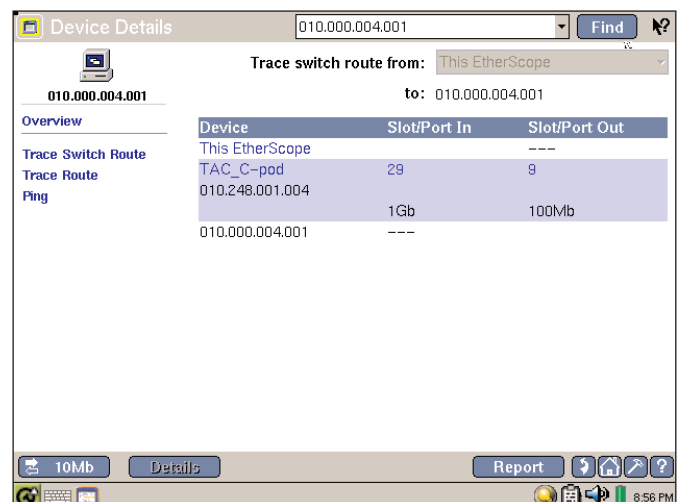 Device Details
010.000.004.001
Find
?
010.000.004.001
Trace switch route from: This EtherScope
to: 010.000.004.001
Overview
Trace Switch Route
Trace Route
Ping
Device Slot/Port In Slot/Port Out
This EtherScope ---
TAC_C-pod 29 9
010.248.001.004
1Gb 100Mb
010.000.004.001 ---
10Mb
Details
Report
?
8:56 PM